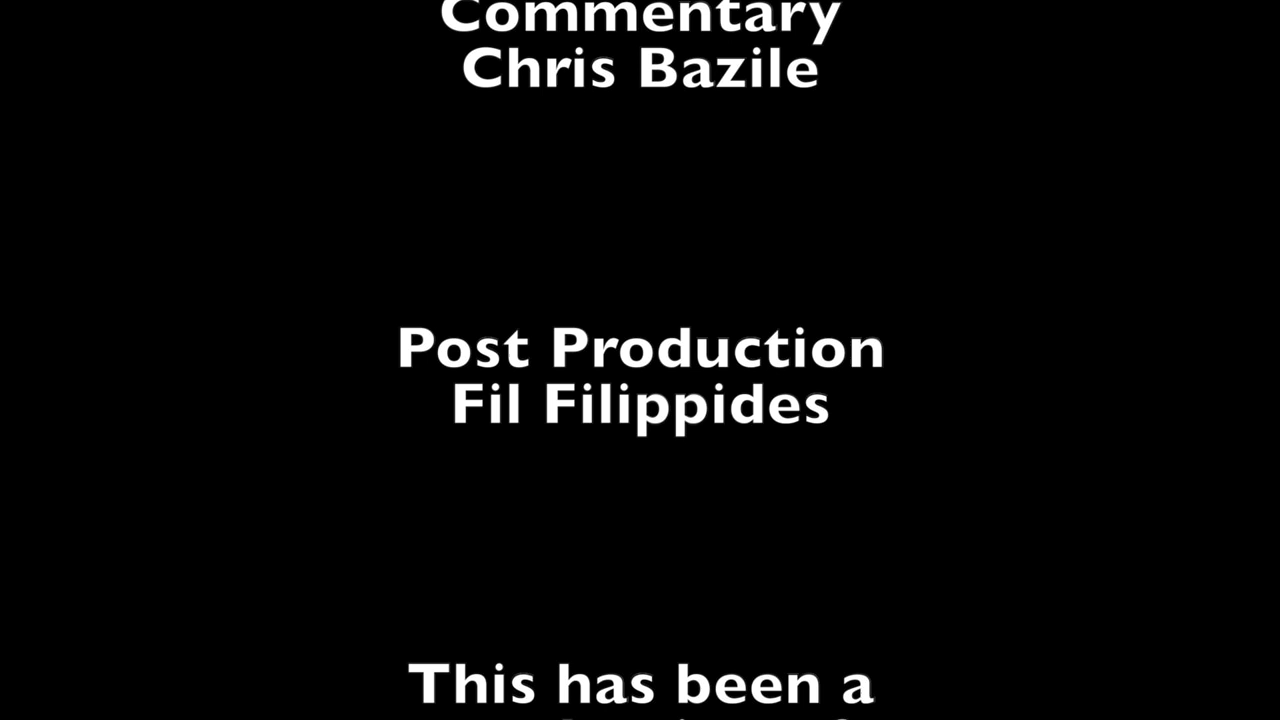 Commentary
Chris Bazile
Post Production
Fil Filippides
This has been a